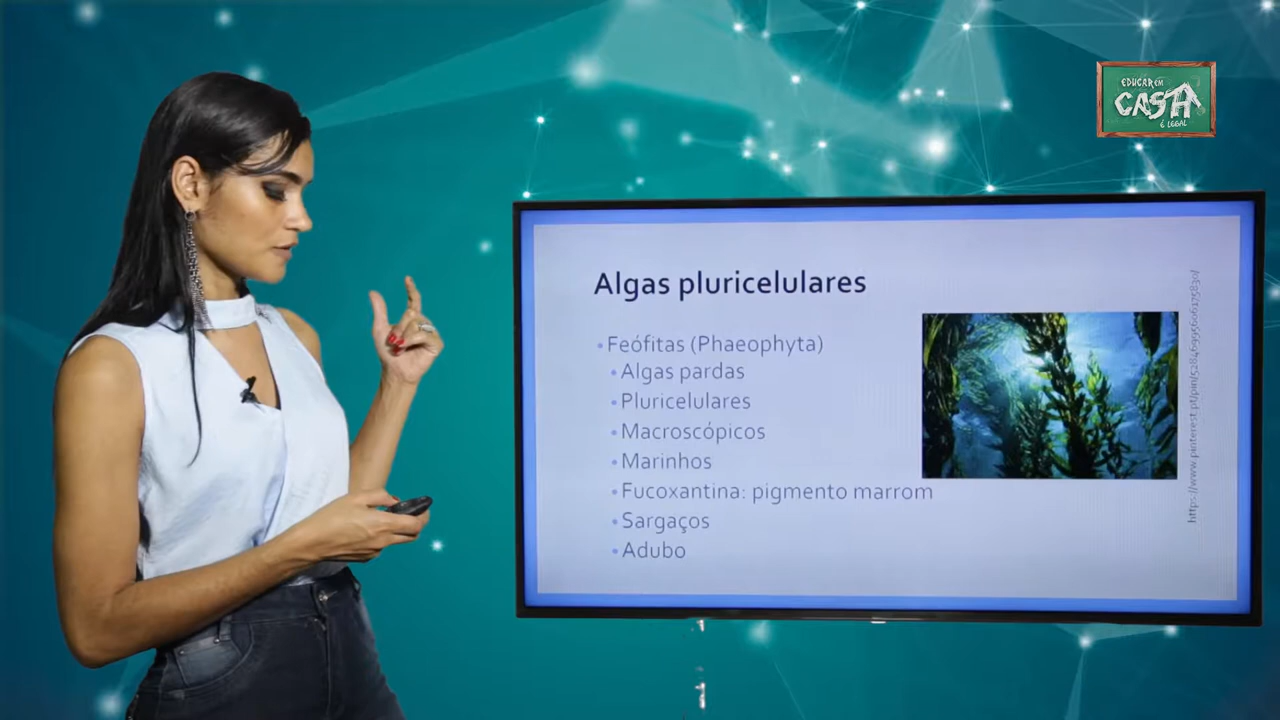 EDUCAR EM
CASA
É LEGAL
Algas pluricelulares
Feófitas (Phaeophyta)
Algas pardas
Pluricelulares
Macroscópicos
Marinhos
Fucoxantina: pigmento marrom
Sargaços
Adubo